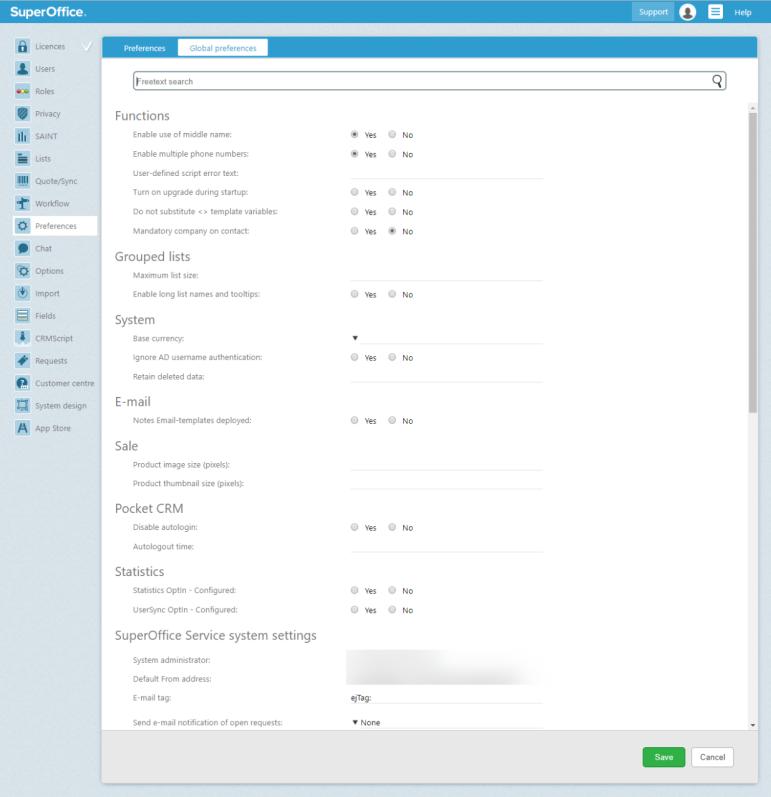 SuperOffice.
Support
Help
Licences
Users
Roles
Privacy
SAINT
Lists
Quote/Sync
Workflow
Preferences
Chat
Options
Import
Fields
CRMScript
Requests
Customer centre
System design
App Store
Preferences Global preferences
Freetext search
Functions
Enable use of middle name: Yes No
Enable multiple phone numbers: Yes No
User-defined script error text:
Turn on upgrade during startup: Yes No
Do not substitute <> template variables: Yes No
Mandatory company on contact: Yes No
Grouped lists
Maximum list size:
Enable long list names and tooltips: Yes No
System
Base currency:
Ignore AD username authentication: Yes No
Retain deleted data:
E-mail
Notes Email-templates deployed: Yes No
Sale
Product image size (pixels):
Product thumbnail size (pixels):
Pocket CRM
Disable autologin: Yes No
Autologout time:
Statistics
Statistics OptIn - Configured: Yes No
UserSync OptIn - Configured: Yes No
SuperOffice Service system settings
System administrator:
Default From address:
E-mail tag: ejTag:
Send e-mail notification of open requests: None
Save Cancel